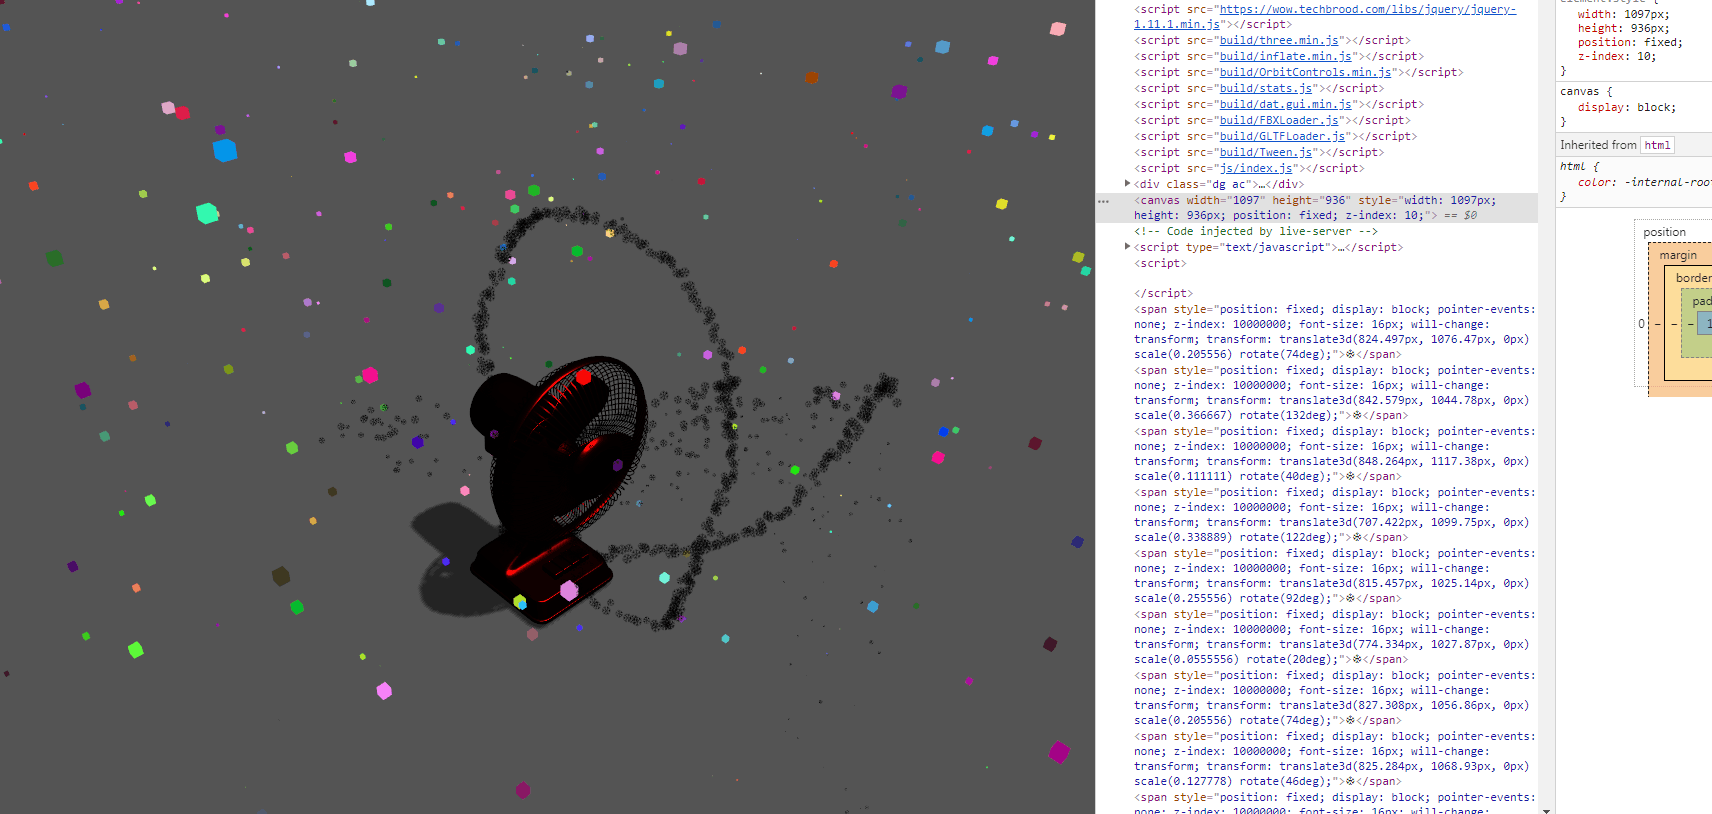 <script src="https://wow.techbrood.com/libs/jquery/jquery-
1.11.1.min.js"></script>
<script src="build/three.min.js"></script>
<script src="build/inflate.min.js"></script>
<script src="build/OrbitControls.min.js"></script>
<script src="build/stats.js"></script>
<script src="build/dat.gui.min.js"></script>
<script src="build/FBXLoader.js"></script>
<script src="build/GLTFLoader.js"></script>
<script src="build/Tween.js"></script>
<script src="js/index.js"></script>
<div class="dg ac">…</div>
<canvas width="1097" height="936" style="width: 1097px;
height: 936px; position: fixed; z-index: 10;"> == $0
<!-- Code injected by live-server -->
<script type="text/javascript">…</script>
<script>
</script>
<span style="position: fixed; display: block; pointer-events:
none; z-index: 10000000; font-size: 16px; will-change:
transform; transform: translate3d(824.497px, 1076.47px, 0px)
scale(0.205556) rotate(74deg);">※</span>
<span style="position: fixed; display: block; pointer-events:
none; z-index: 10000000; font-size: 16px; will-change:
transform; transform: translate3d(842.579px, 1044.78px, 0px)
scale(0.366667) rotate(132deg);">※</span>
<span style="position: fixed; display: block; pointer-events:
none; z-index: 10000000; font-size: 16px; will-change:
transform; transform: translate3d(848.264px, 1117.38px, 0px)
scale(0.111111) rotate(40deg);">※</span>
<span style="position: fixed; display: block; pointer-events:
none; z-index: 10000000; font-size: 16px; will-change:
transform; transform: translate3d(707.422px, 1099.75px, 0px)
scale(0.338889) rotate(122deg);">※</span>
<span style="position: fixed; display: block; pointer-events:
none; z-index: 10000000; font-size: 16px; will-change:
transform; transform: translate3d(815.457px, 1025.14px, 0px)
scale(0.255556) rotate(92deg);">※</span>
<span style="position: fixed; display: block; pointer-events:
none; z-index: 10000000; font-size: 16px; will-change:
transform; transform: translate3d(774.334px, 1027.87px, 0px)
scale(0.0555556) rotate(20deg);">※</span>
<span style="position: fixed; display: block; pointer-events:
none; z-index: 10000000; font-size: 16px; will-change:
transform; transform: translate3d(827.308px, 1056.86px, 0px)
scale(0.205556) rotate(74deg);">※</span>
<span style="position: fixed; display: block; pointer-events:
none; z-index: 10000000; font-size: 16px; will-change:
transform; transform: translate3d(825.284px, 1068.93px, 0px)
scale(0.127778) rotate(46deg);">※</span>
<span style="position: fixed; display: block; pointer-events:
none; z-index: 10000000; font-size: 16px; will-change:
element.style {
width: 1097px;
height: 936px;
position: fixed;
z-index: 10;
}
canvas {
display: block;
}
Inherited from html
html {
color: -internal-root
}
position
margin
border
pad
0 – – – 1